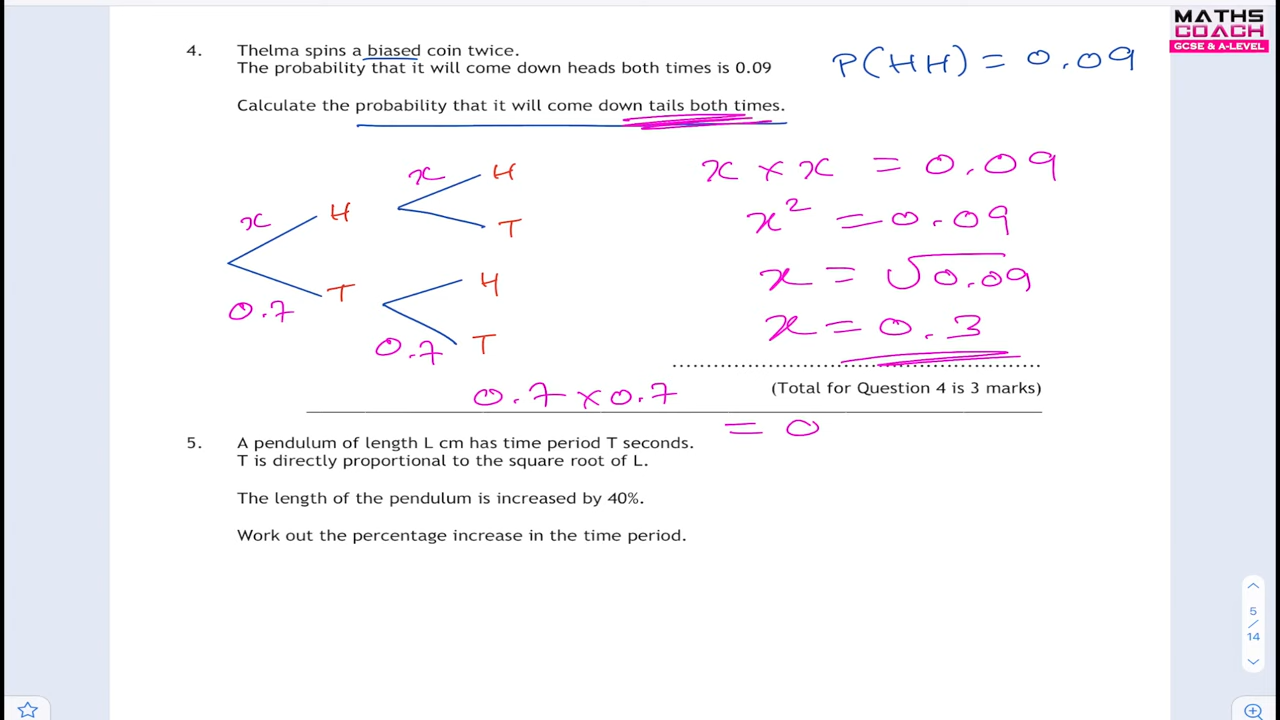 MATHS
COACH
GCSE & A-LEVEL
4. Thelma spins a biased coin twice.
The probability that it will come down heads both times is 0.09
P(HH) = 0.09
Calculate the probability that it will come down tails both times.
x H
x H
T
0.7 T
H
0.7 T
x × x = 0.09
x² = 0.09
x = √0.09
x = 0.3
(Total for Question 4 is 3 marks)
0.7 × 0.7
= 0
5. A pendulum of length L cm has time period T seconds.
T is directly proportional to the square root of L.
The length of the pendulum is increased by 40%.
Work out the percentage increase in the time period.
5
/
14